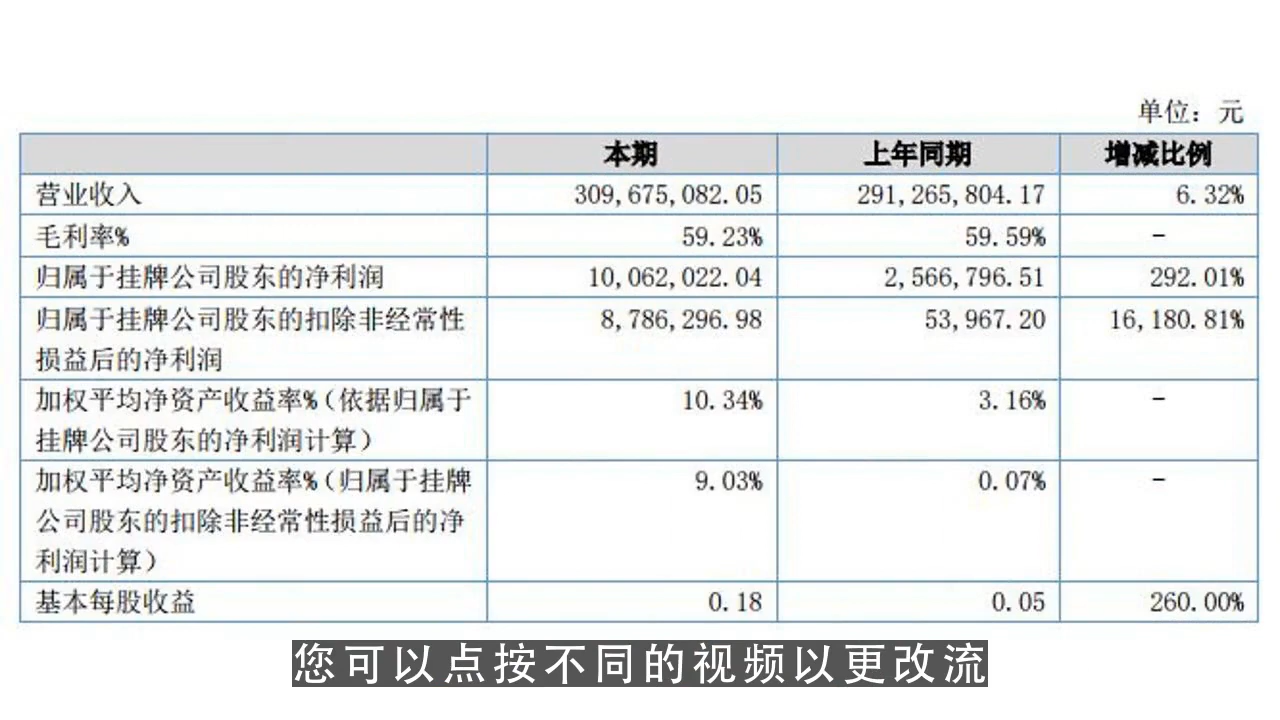 单位：元
本期 上年同期 增减比例
营业收入 309,675,082.05 291,265,804.17 6.32%
毛利率% 59.23% 59.59% -
归属于挂牌公司股东的净利润 10,062,022.04 2,566,796.51 292.01%
归属于挂牌公司股东的扣除非经常性 8,786,296.98 53,967.20 16,180.81%
损益后的净利润
加权平均净资产收益率%（依据归属于 10.34% 3.16% -
挂牌公司股东的净利润计算）
加权平均净资产收益率%（归属于挂牌 9.03% 0.07% -
公司股东的扣除非经常性损益后的净
利润计算）
基本每股收益 0.18 0.05 260.00%
您可以点按不同的视频以更改流